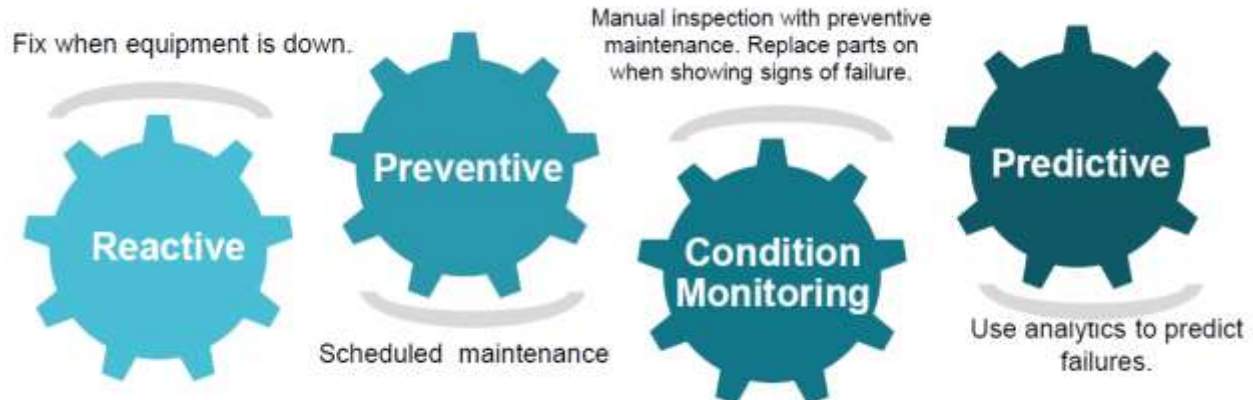 Fix when equipment is down.
Reactive
Preventive
Scheduled maintenance
Manual inspection with preventive
maintenance. Replace parts on
when showing signs of failure.
Condition
Monitoring
Predictive
Use analytics to predict
failures.